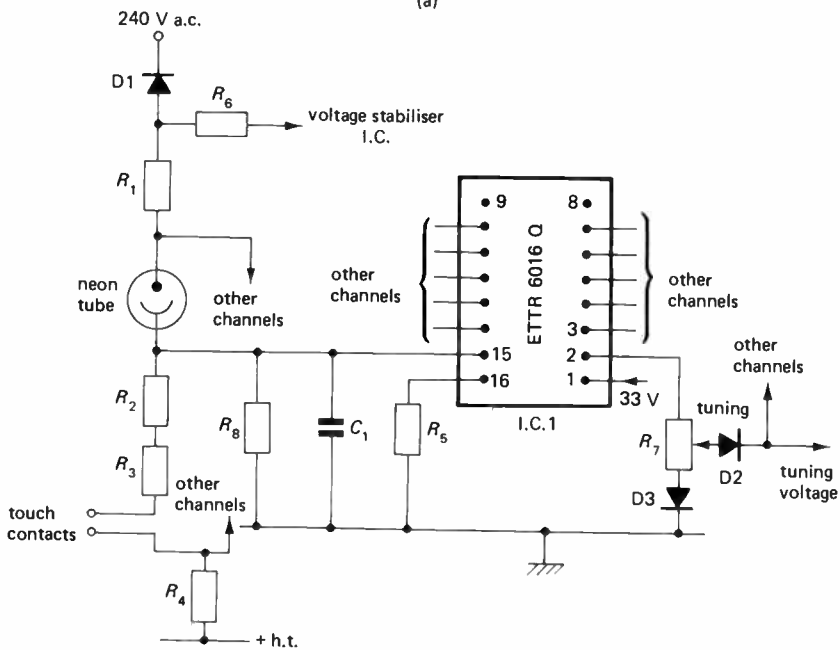 (a)
240 V a.c.
D1
R6
voltage stabiliser
I.C.
R1
9
8
ETTR 6016 Q
other
channels
other
channels
neon
tube
other
channels
3
15
2
16
1
33 V
I.C.1
other
channels
tuning
R2
R8
C1
R5
R7
D2
tuning
voltage
R3
other
channels
D3
touch
contacts
R4
+ h.t.